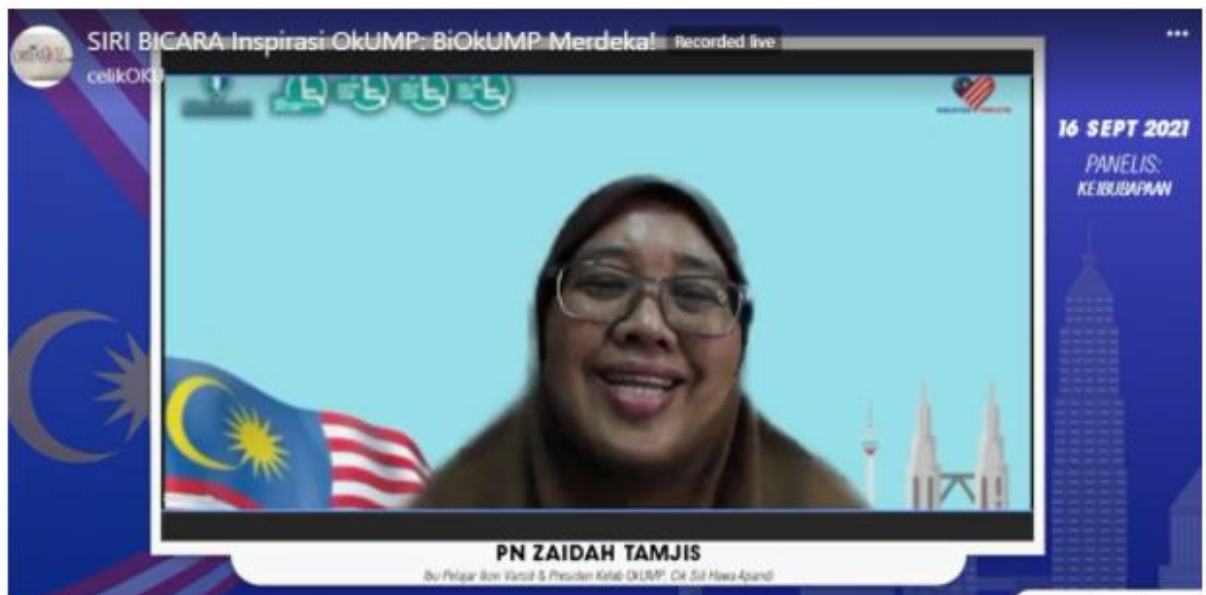 SIRI BICARA Inspirasi OkUMP: BiOkUMP Merdeka! Recorded live
celikOKU
16 SEPT 2021
PANELIS:
KEIBUBAPAAN
PN ZAIDAH TAMJIS
Ibu Pelajar Ikon Varsiti & Presiden Kelab OkUMP, Cik Siti Hawa Apandi